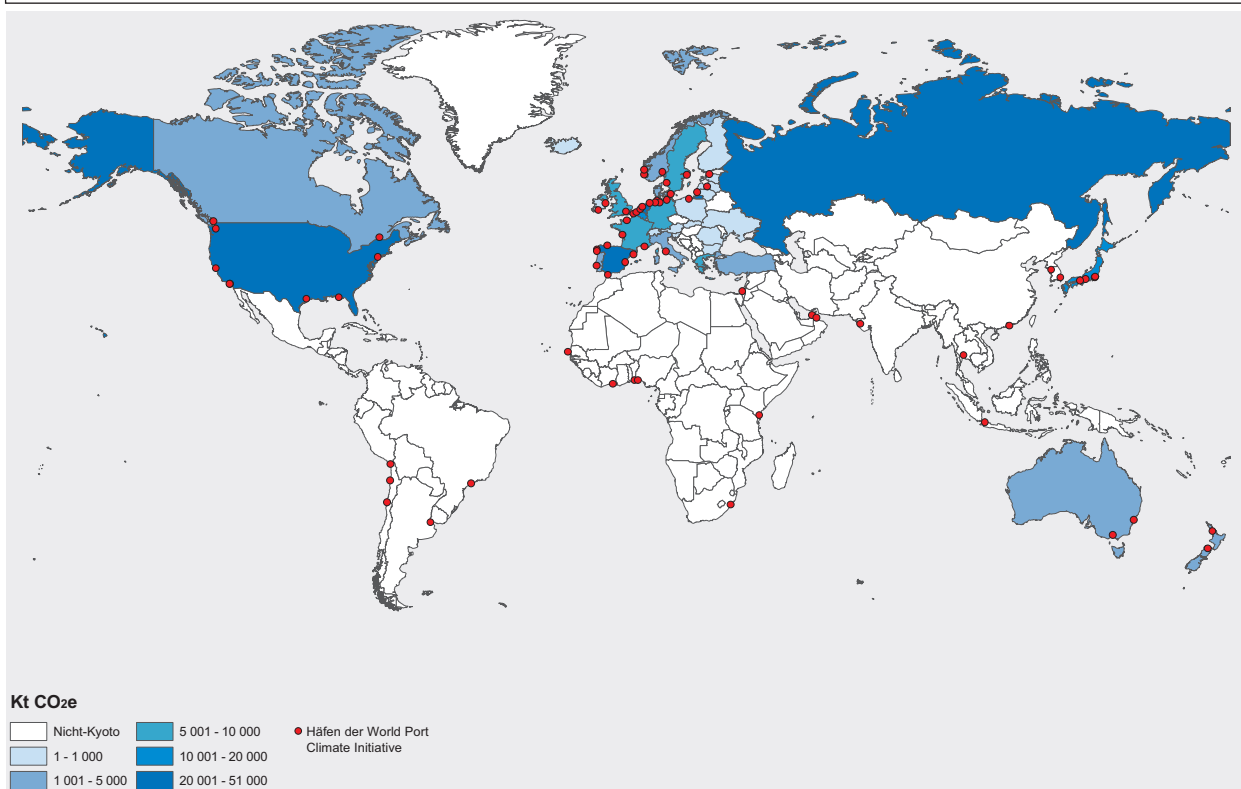 Kt CO₂e
Nicht-Kyoto
1 - 1 000
1 001 - 5 000
5 001 - 10 000
10 001 - 20 000
20 001 - 51 000
Häfen der World Port
Climate Initiative